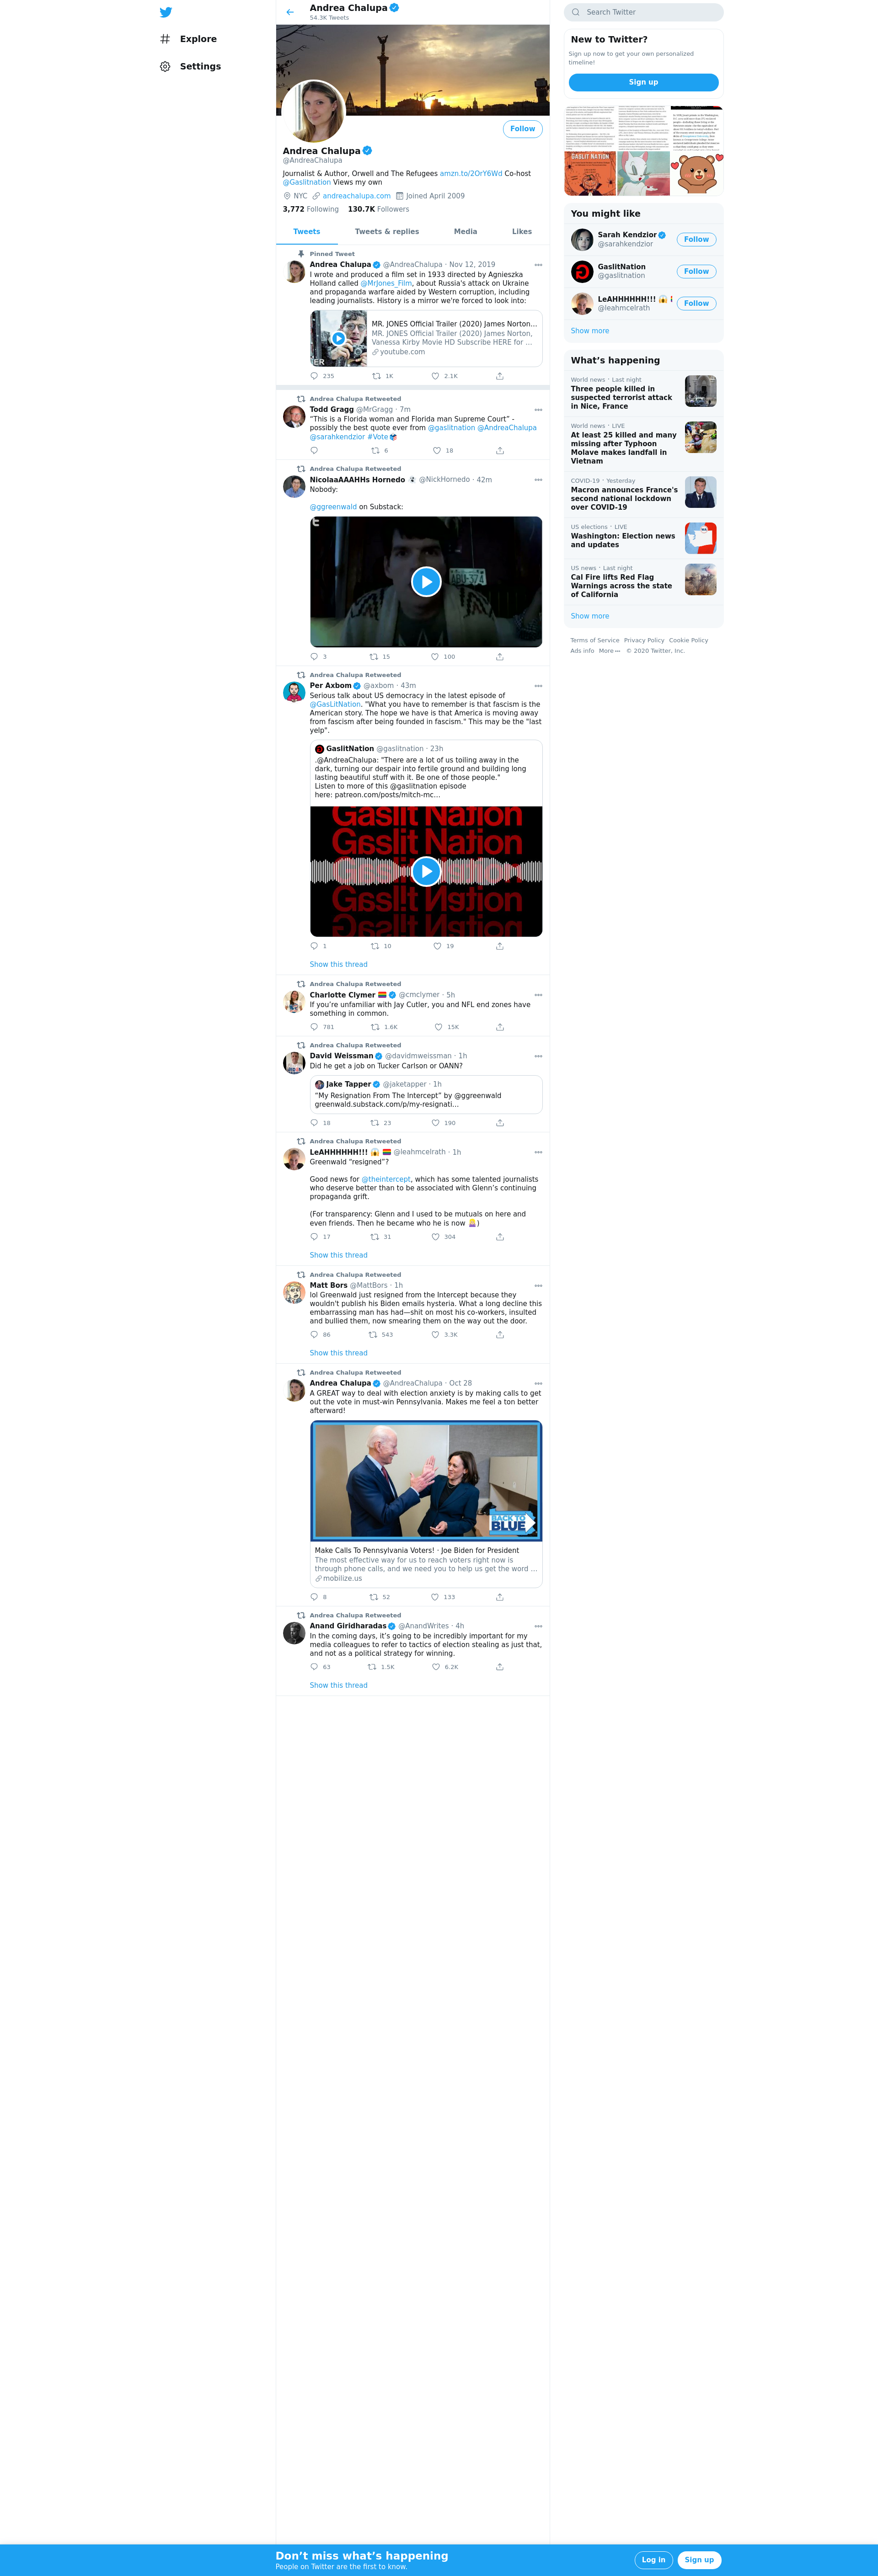 Explore
Settings
Andrea Chalupa
54.3K Tweets
Follow
Andrea Chalupa
@AndreaChalupa
Journalist & Author, Orwell and The Refugees amzn.to/2OrY6Wd Co-host
@Gaslitnation Views my own
NYC andreachalupa.com Joined April 2009
3,772 Following 130.7K Followers
Tweets Tweets & replies Media Likes
Pinned Tweet
Andrea Chalupa @AndreaChalupa · Nov 12, 2019
I wrote and produced a film set in 1933 directed by Agnieszka
Holland called @MrJones_Film, about Russia's attack on Ukraine
and propaganda warfare aided by Western corruption, including
leading journalists. History is a mirror we're forced to look into:
ER
MR. JONES Official Trailer (2020) James Norton...
MR. JONES Official Trailer (2020) James Norton,
Vanessa Kirby Movie HD Subscribe HERE for ...
youtube.com
235 1K 2.1K
Andrea Chalupa Retweeted
Todd Gragg @MrGragg · 7m
“This is a Florida woman and Florida man Supreme Court” -
possibly the best quote ever from @gaslitnation @AndreaChalupa
@sarahkendzior #Vote
6 18
Andrea Chalupa Retweeted
NicolaaAAAHHs Hornedo @NickHornedo · 42m
Nobody:
@ggreenwald on Substack:
3 15 100
Andrea Chalupa Retweeted
Per Axbom @axbom · 43m
Serious talk about US democracy in the latest episode of
@GasLitNation. "What you have to remember is that fascism is the
American story. The hope we have is that America is moving away
from fascism after being founded in fascism." This may be the "last
yelp".
GaslitNation @gaslitnation · 23h
.@AndreaChalupa: "There are a lot of us toiling away in the
dark, turning our despair into fertile ground and building long
lasting beautiful stuff with it. Be one of those people."
Listen to more of this @gaslitnation episode
here: patreon.com/posts/mitch-mc...
Gaslit Nation
1 10 19
Show this thread
Andrea Chalupa Retweeted
Charlotte Clymer @cmclymer · 5h
If you’re unfamiliar with Jay Cutler, you and NFL end zones have
something in common.
781 1.6K 15K
Andrea Chalupa Retweeted
David Weissman @davidmweissman · 1h
Did he get a job on Tucker Carlson or OANN?
Jake Tapper @jaketapper · 1h
“My Resignation From The Intercept” by @ggreenwald
greenwald.substack.com/p/my-resignati...
18 23 190
Andrea Chalupa Retweeted
LeAHHHHHH!!! @leahmcelrath · 1h
Greenwald “resigned”?
Good news for @theintercept, which has some talented journalists
who deserve better than to be associated with Glenn’s continuing
propaganda grift.
(For transparency: Glenn and I used to be mutuals on here and
even friends. Then he became who he is now )
17 31 304
Show this thread
Andrea Chalupa Retweeted
Matt Bors @MattBors · 1h
lol Greenwald just resigned from the Intercept because they
wouldn't publish his Biden emails hysteria. What a long decline this
embarrassing man has had—shit on most his co-workers, insulted
and bullied them, now smearing them on the way out the door.
86 543 3.3K
Show this thread
Andrea Chalupa Retweeted
Andrea Chalupa @AndreaChalupa · Oct 28
A GREAT way to deal with election anxiety is by making calls to get
out the vote in must-win Pennsylvania. Makes me feel a ton better
afterward!
BACK TO
BLUE
Make Calls To Pennsylvania Voters! · Joe Biden for President
The most effective way for us to reach voters right now is
through phone calls, and we need you to help us get the word ...
mobilize.us
8 52 133
Andrea Chalupa Retweeted
Anand Giridharadas @AnandWrites · 4h
In the coming days, it’s going to be incredibly important for my
media colleagues to refer to tactics of election stealing as just that,
and not as a political strategy for winning.
63 1.5K 6.2K
Show this thread
Search Twitter
New to Twitter?
Sign up now to get your own personalized
timeline!
Sign up
GASLIT NATION
You might like
Sarah Kendzior
@sarahkendzior
Follow
GaslitNation
@gaslitnation
Follow
LeAHHHHHH!!!
@leahmcelrath
Follow
Show more
What’s happening
World news · Last night
Three people killed in
suspected terrorist attack
in Nice, France
World news · LIVE
At least 25 killed and many
missing after Typhoon
Molave makes landfall in
Vietnam
COVID-19 · Yesterday
Macron announces France's
second national lockdown
over COVID-19
US elections · LIVE
Washington: Election news
and updates
US news · Last night
Cal Fire lifts Red Flag
Warnings across the state
of California
Show more
Terms of Service Privacy Policy Cookie Policy
Ads info More © 2020 Twitter, Inc.
Don’t miss what’s happening
People on Twitter are the first to know.
Log in Sign up